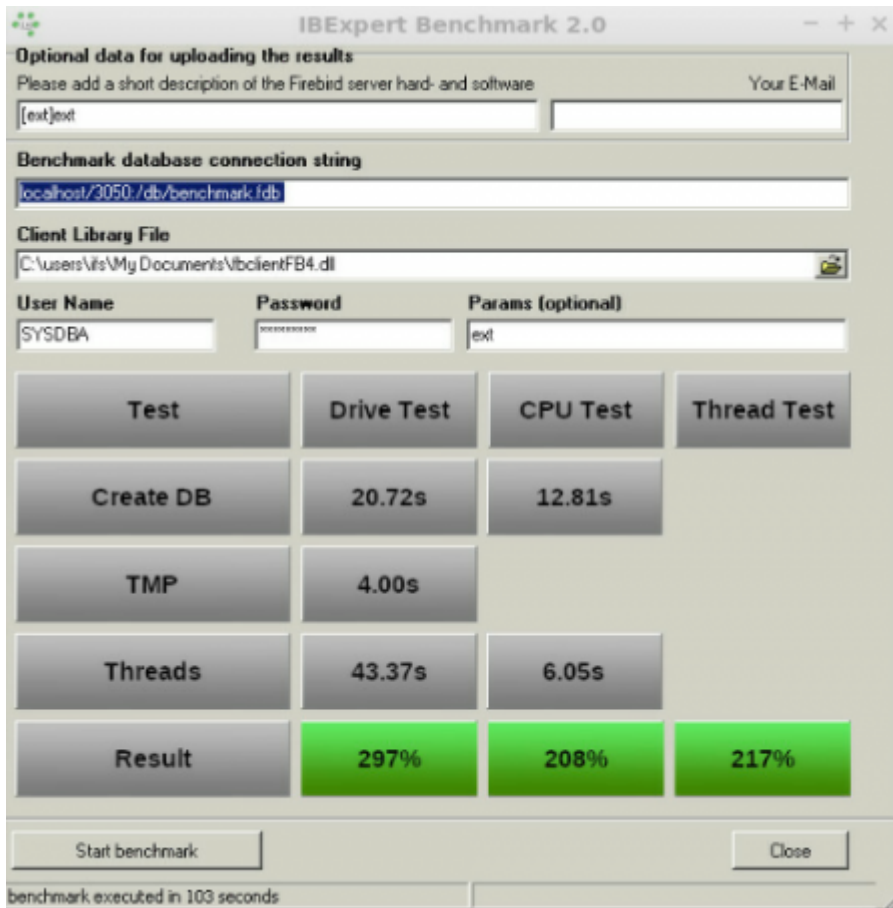 IBExpert Benchmark 2.0
Optional data for uploading the results
Please add a short description of the Firebird server hard- and software Your E-Mail
[ext]ext
Benchmark database connection string
localhost/3050:/db/benchmark.fdb
Client Library File
C:\users\ifs\My Documents\fbclientFB4.dll
User Name Password Params (optional)
SYSDBA ********** ext
Test Drive Test CPU Test Thread Test
Create DB 20.72s 12.81s
TMP 4.00s
Threads 43.37s 6.05s
Result 297% 208% 217%
Start benchmark Close
benchmark executed in 103 seconds